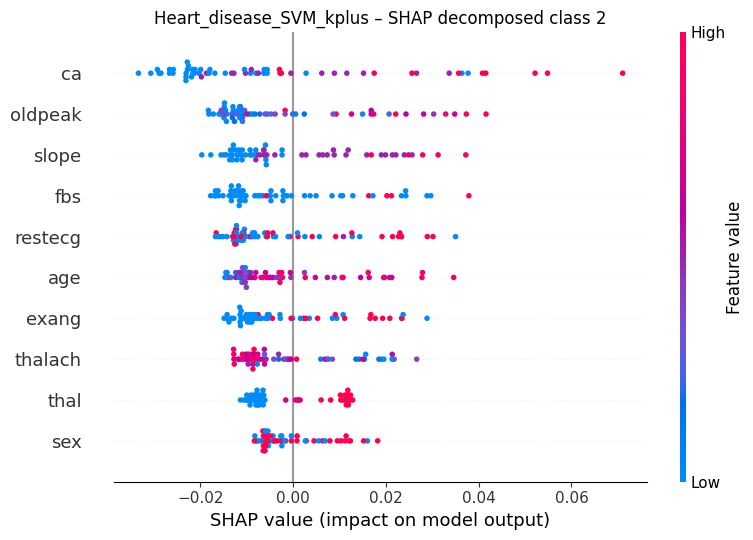 Heart_disease_SVM_kplus – SHAP decomposed class 2
High
ca
oldpeak
slope
fbs
restecg
age
exang
thalach
thal
sex
Feature value
Low
−0.02 0.00 0.02 0.04 0.06
SHAP value (impact on model output)